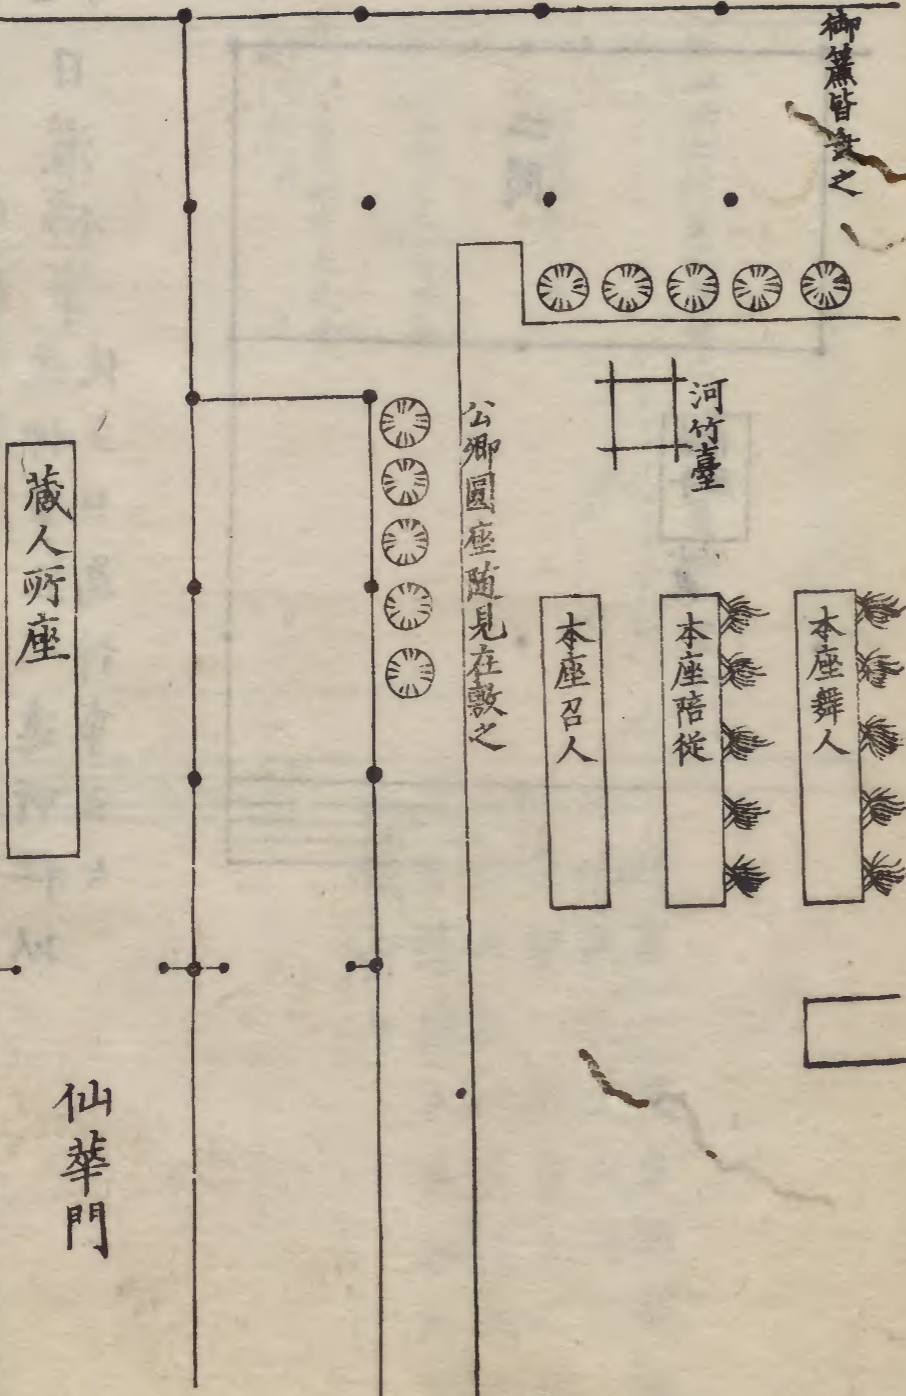 御簾皆垂之
河竹臺
本座舞人
本座陪従
本座召人
公卿圓座随見在敷之
蔵人所座
仙華門